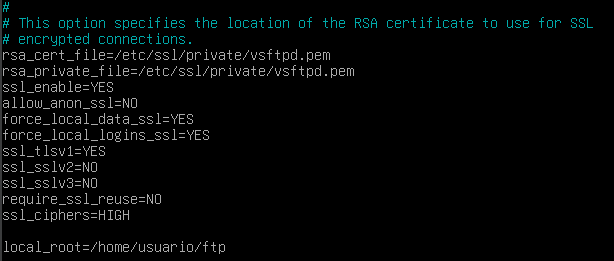 #
# This option specifies the location of the RSA certificate to use for SSL
# encrypted connections.
rsa_cert_file=/etc/ssl/private/vsftpd.pem
rsa_private_file=/etc/ssl/private/vsftpd.pem
ssl_enable=YES
allow_anon_ssl=NO
force_local_data_ssl=YES
force_local_logins_ssl=YES
ssl_tlsv1=YES
ssl_sslv2=NO
ssl_sslv3=NO
require_ssl_reuse=NO
ssl_ciphers=HIGH
local_root=/home/usuario/ftp